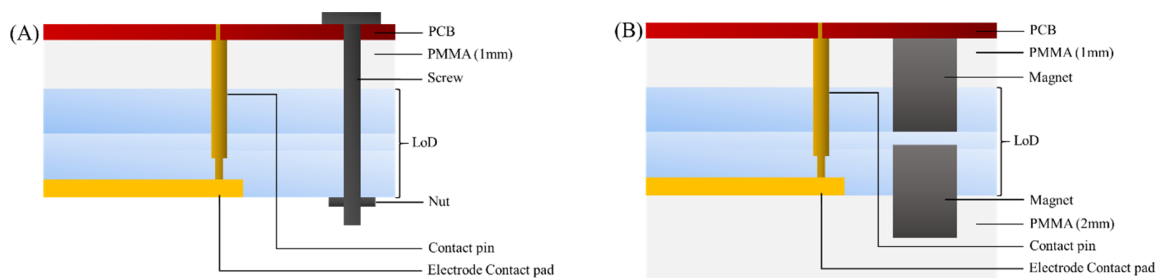 (A)
PCB
PMMA (1mm)
Screw
LoD
Nut
Contact pin
Electrode Contact pad
(B)
PCB
PMMA (1mm)
Magnet
LoD
Magnet
PMMA (2mm)
Contact pin
Electrode Contact pad